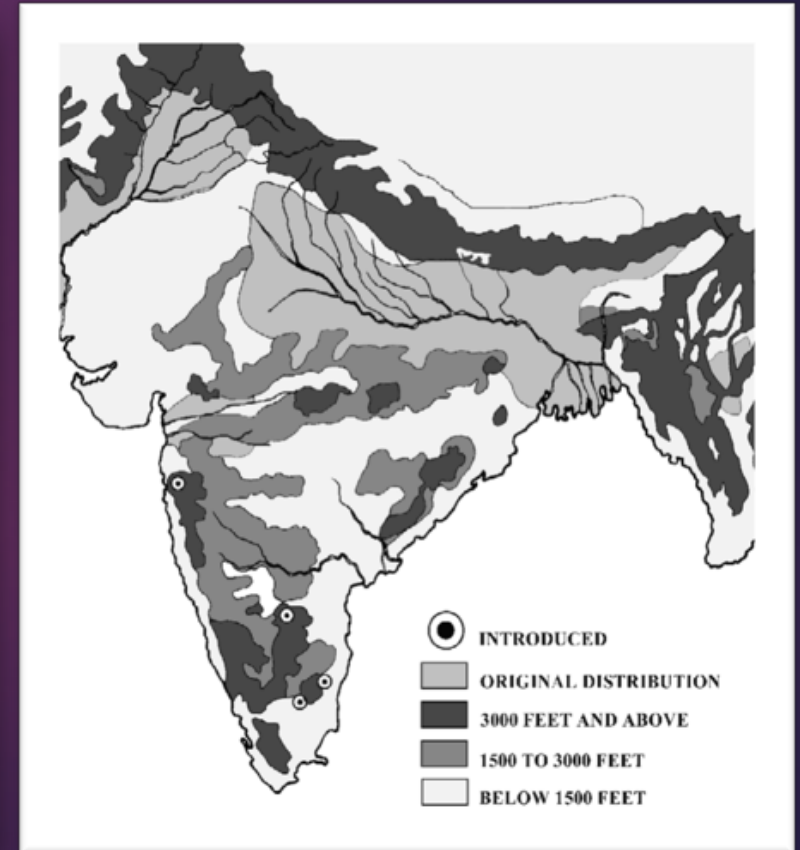 INTRODUCED
ORIGINAL DISTRIBUTION
3000 FEET AND ABOVE
1500 TO 3000 FEET
BELOW 1500 FEET